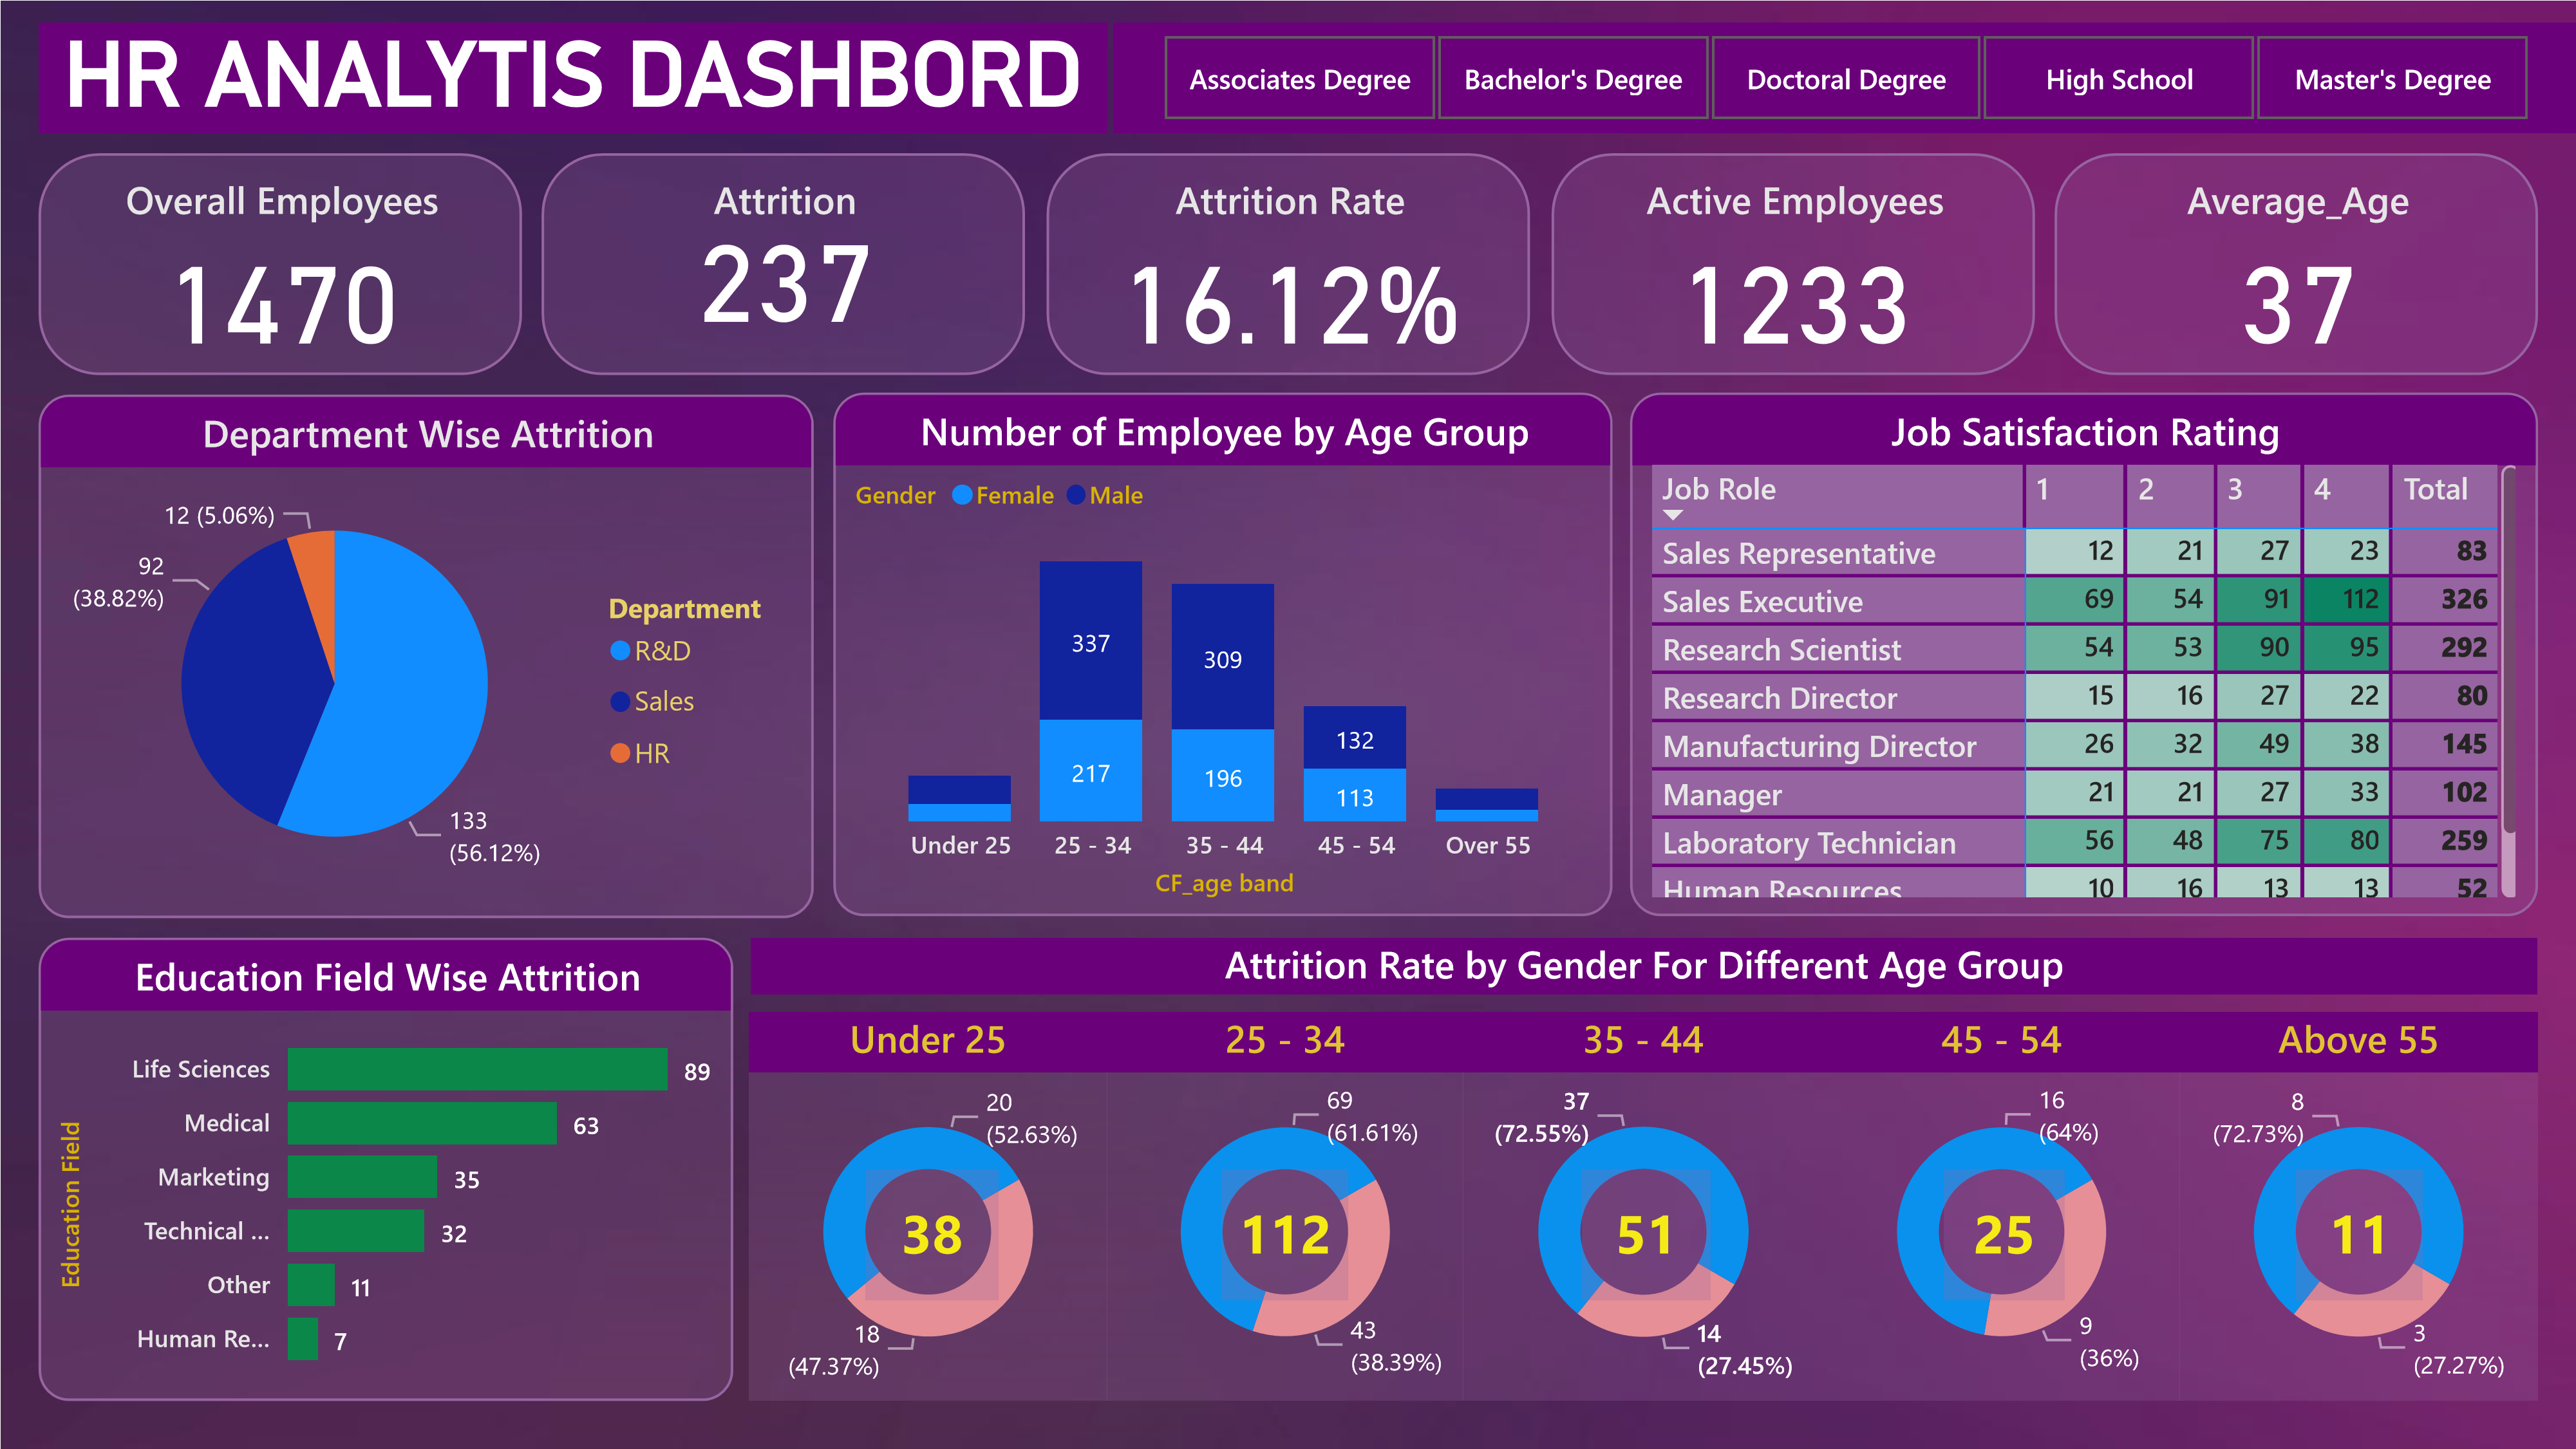 HR ANALYTIS DASHBORD
Associates Degree
Bachelor's Degree
Doctoral Degree
High School
Master's Degree
Overall Employees
1470
Attrition
237
Attrition Rate
16.12%
Active Employees
1233
Average_Age
37
Department Wise Attrition
12 (5.06%)
92
(38.82%)
133
(56.12%)
Department
R&D
Sales
HR
Number of Employee by Age Group
Gender Female Male
337
309
132
217
196
113
Under 25
25 - 34
35 - 44
45 - 54
Over 55
CF_age band
Job Satisfaction Rating
Job Role 1 2 3 4 Total
Sales Representative 12 21 27 23 83
Sales Executive 69 54 91 112 326
Research Scientist 54 53 90 95 292
Research Director 15 16 27 22 80
Manufacturing Director 26 32 49 38 145
Manager 21 21 27 33 102
Laboratory Technician 56 48 75 80 259
Human Resources 10 16 13 13 52
Education Field Wise Attrition
Education Field
Life Sciences 89
Medical 63
Marketing 35
Technical ... 32
Other 11
Human Re... 7
Attrition Rate by Gender For Different Age Group
Under 25
25 - 34
35 - 44
45 - 54
Above 55
20
(52.63%)
38
18
(47.37%)
69
(61.61%)
112
43
(38.39%)
37
(72.55%)
51
14
(27.45%)
16
(64%)
25
9
(36%)
8
(72.73%)
11
3
(27.27%)